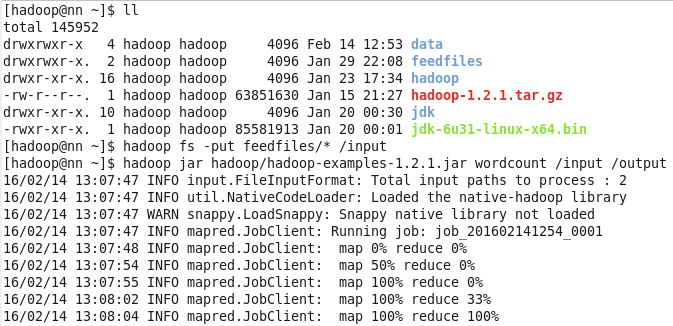 [hadoop@nn ~]$ ll
total 145952
drwxrwxr-x   4 hadoop hadoop     4096 Feb 14 12:53 data
drwxrwxr-x.  2 hadoop hadoop     4096 Jan 29 22:08 feedfiles
drwxr-xr-x. 16 hadoop hadoop     4096 Jan 23 17:34 hadoop
-rw-r--r--.  1 hadoop hadoop 63851630 Jan 15 21:27 hadoop-1.2.1.tar.gz
drwxr-xr-x. 10 hadoop hadoop     4096 Jan 20 00:30 jdk
-rwxr-xr-x.  1 hadoop hadoop 85581913 Jan 20 00:01 jdk-6u31-linux-x64.bin
[hadoop@nn ~]$ hadoop fs -put feedfiles/* /input
[hadoop@nn ~]$ hadoop jar hadoop/hadoop-examples-1.2.1.jar wordcount /input /output
16/02/14 13:07:47 INFO input.FileInputFormat: Total input paths to process : 2
16/02/14 13:07:47 INFO util.NativeCodeLoader: Loaded the native-hadoop library
16/02/14 13:07:47 WARN snappy.LoadSnappy: Snappy native library not loaded
16/02/14 13:07:47 INFO mapred.JobClient: Running job: job_201602141254_0001
16/02/14 13:07:48 INFO mapred.JobClient:  map 0% reduce 0%
16/02/14 13:07:54 INFO mapred.JobClient:  map 50% reduce 0%
16/02/14 13:07:55 INFO mapred.JobClient:  map 100% reduce 0%
16/02/14 13:08:02 INFO mapred.JobClient:  map 100% reduce 33%
16/02/14 13:08:04 INFO mapred.JobClient:  map 100% reduce 100%